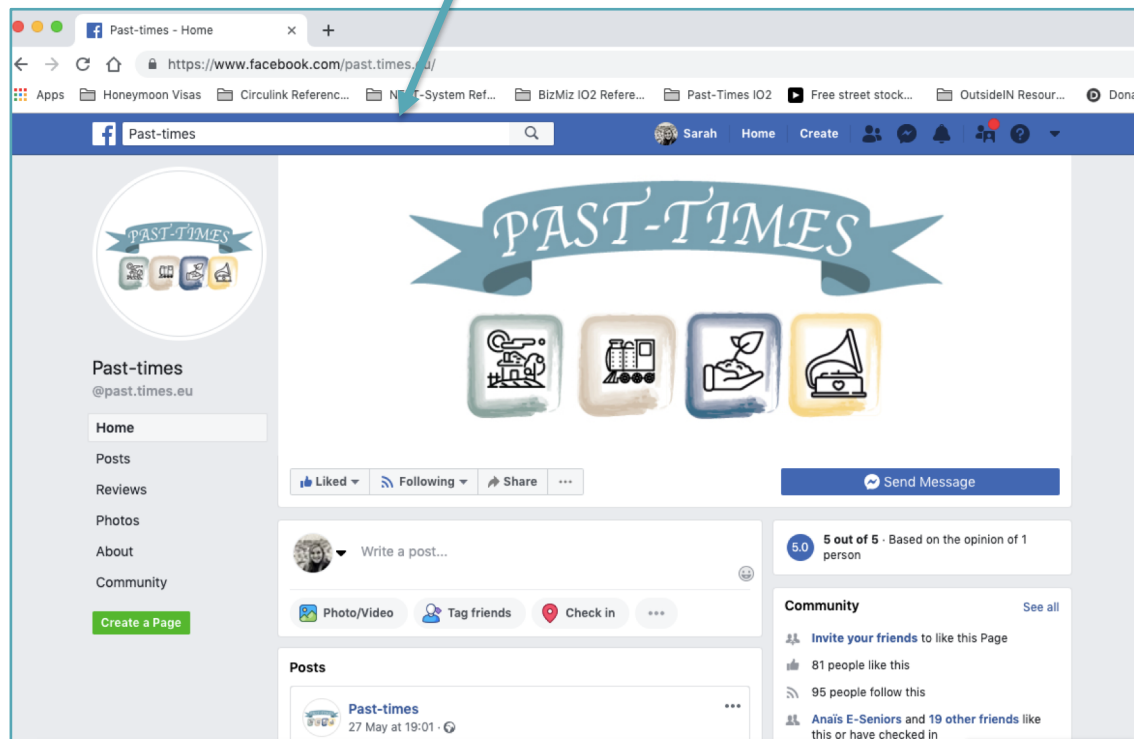 Past-times - Home
https://www.facebook.com/past.times.eu/
Apps Honeymoon Visas Circulink Referenc... System Ref... BizMiz IO2 Refere... Past-Times IO2 Free street stock... OutsideIN Resour... Dona
Past-times
Sarah Home Create
PAST-TIMES
PAST-TIMES
Past-times
@past.times.eu
Home
Posts
Reviews
Photos
About
Community
Create a Page
Liked Following Share ...
Send Message
Write a post...
Photo/Video Tag friends Check in ...
Posts
Past-times
27 May at 19:01 ·
5.0
5 out of 5 · Based on the opinion of 1
person
Community See all
Invite your friends to like this Page
81 people like this
95 people follow this
Anaïs E-Seniors and 19 other friends like
this or have checked in